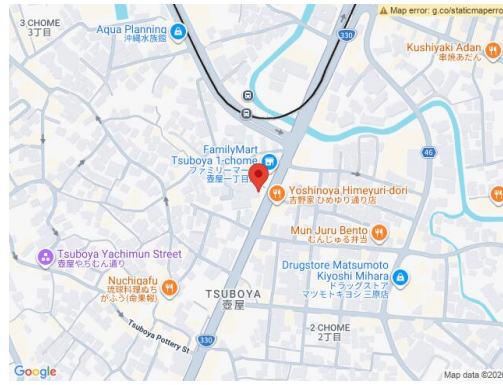 3 CHOME
3丁目
Aqua Planning
沖縄水族館
330
Map error: g.co/staticmaperro
Kushiyaki Adan
串焼あだん
FamilyMart
Tsuboya 1-chome
ファミリーマー
壺屋一丁目
46
Yoshinoya Himeyuri-dori
吉野家 ひめゆり通り店
Mun Juru Bento
むんじゅる弁当
Tsuboya Yachimun Street
壺屋やちむん通り
Drugstore Matsumoto
Kiyoshi Mihara
ドラッグストア
マツモトキヨシ 三原店
Nuchigafu
琉球料理ぬち
がふう(命果報)
TSUBOYA
壺屋
Tsuboya Pottery St
330
2 CHOME
2丁目
Google
Map data ©202